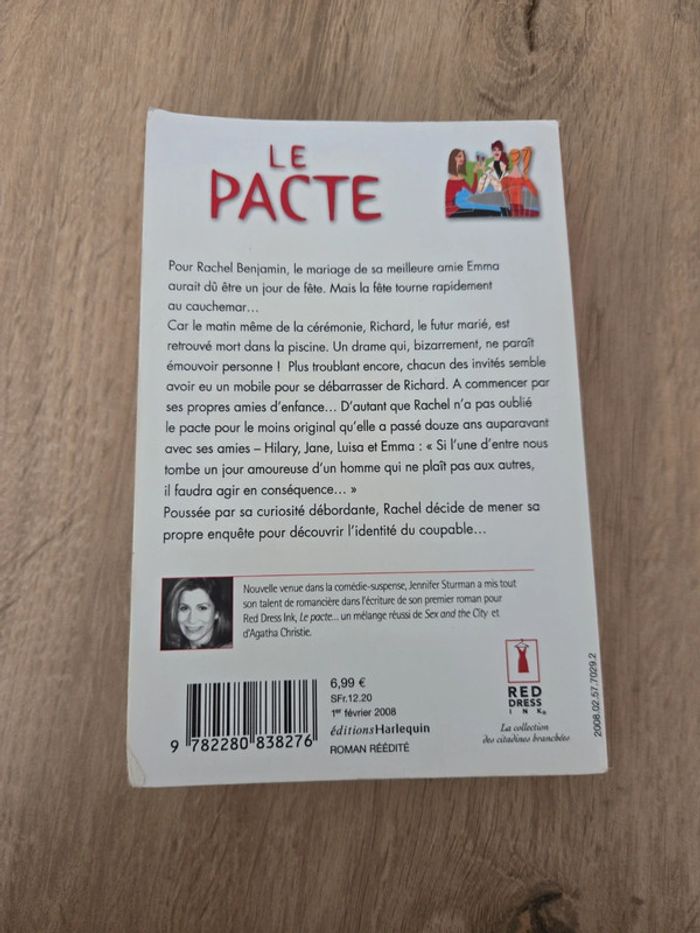 LE
PACTE
Pour Rachel Benjamin, le mariage de sa meilleure amie Emma
aurait dû être un jour de fête. Mais la fête tourne rapidement
au cauchemar…
Car le matin même de la cérémonie, Richard, le futur marié, est
retrouvé mort dans la piscine. Un drame qui, bizarrement, ne paraît
émouvoir personne ! Plus troublant encore, chacun des invités semble
avoir eu un mobile pour se débarrasser de Richard. A commencer par
ses propres amies d'enfance… D'autant que Rachel n'a pas oublié
le pacte pour le moins original qu'elle a passé douze ans auparavant
avec ses amies – Hilary, Jane, Luisa et Emma : « Si l'une d'entre nous
tombe un jour amoureuse d'un homme qui ne plaît pas aux autres,
il faudra agir en conséquence… »
Poussée par sa curiosité débordante, Rachel décide de mener sa
propre enquête pour découvrir l'identité du coupable…
Nouvelle venue dans la comédie-suspense, Jennifer Sturman a mis tout
son talent de romancière dans l'écriture de son premier roman pour
Red Dress Ink, Le pacte... un mélange réussi de Sex and the City et
d'Agatha Christie.
9 782280 838276
6,99 €
SFr.12.20
1er février 2008
éditionsHarlequin
ROMAN RÉÉDITÉ
RED
DRESS
INK®
La collection
des citadines branchées
2008.02.57.7029.2